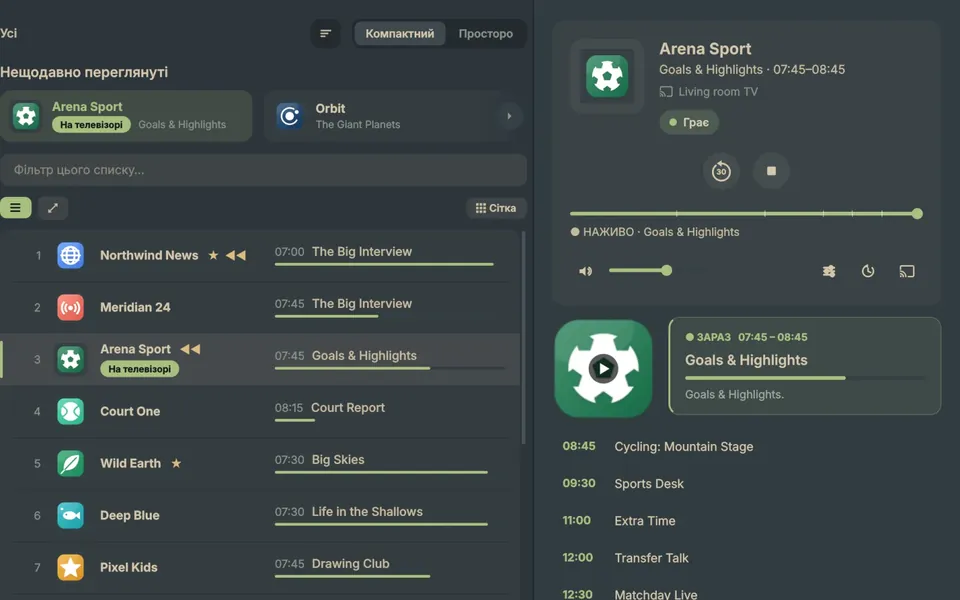 Усі
Компактний
Просторо
Нещодавно переглянуті
Arena Sport
На телевізорі Goals & Highlights
Orbit
The Giant Planets
Фільтр цього списку...
Сітка
1 Northwind News 07:00 The Big Interview
2 Meridian 24 07:45 The Big Interview
3 Arena Sport 07:45 Goals & Highlights
На телевізорі
4 Court One 08:15 Court Report
5 Wild Earth 07:30 Big Skies
6 Deep Blue 07:30 Life in the Shallows
7 Pixel Kids 07:45 Drawing Club
Arena Sport
Goals & Highlights · 07:45–08:45
Living room TV
Грає
30
НАЖИВО · Goals & Highlights
ЗАРАЗ 07:45 – 08:45
Goals & Highlights
Goals & Highlights.
08:45 Cycling: Mountain Stage
09:30 Sports Desk
11:00 Extra Time
12:00 Transfer Talk
12:30 Matchday Live